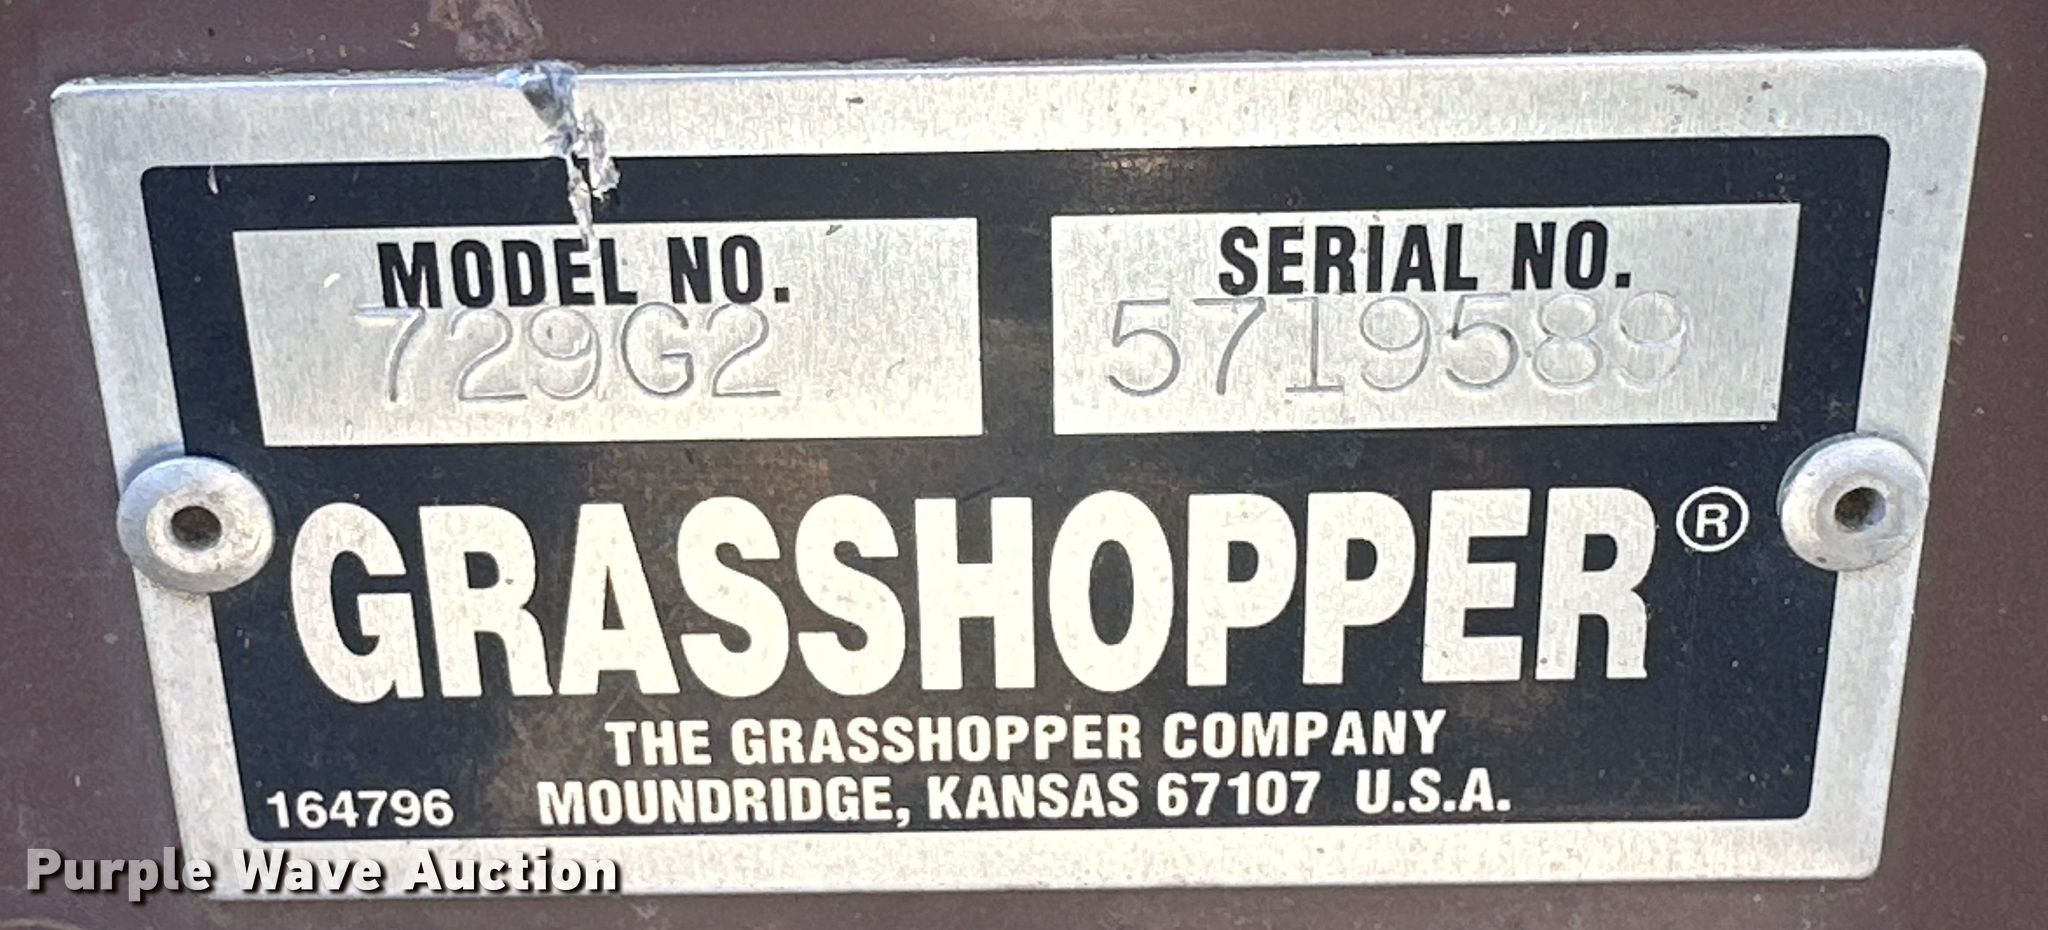 MODEL NO.
729G2
SERIAL NO.
5719589
GRASSHOPPER®
THE GRASSHOPPER COMPANY
164796 MOUNDRIDGE, KANSAS 67107 U.S.A.
Purple Wave Auction